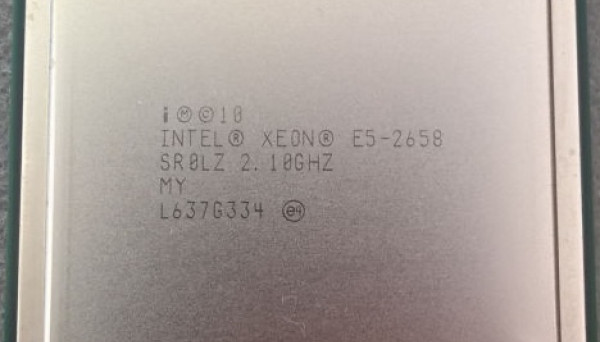 i Ⓜ©10
INTEL® XEON® E5-2658
SR0LZ 2.10GHZ
MY
L637G334 e4